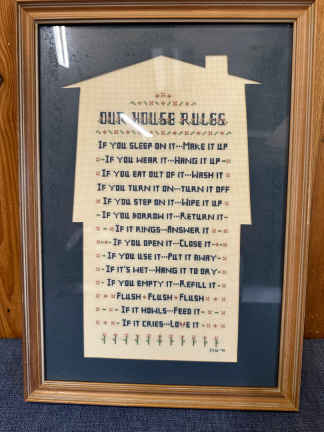 OUR HOUSE RULES
IF YOU SLEEP ON IT...MAKE IT UP
IF YOU WEAR IT...HANG IT UP
IF YOU EAT OUT OF IT...WASH IT
IF YOU TURN IT ON...TURN IT OFF
IF YOU STEP ON IT...WIPE IT UP
IF YOU BORROW IT...RETURN IT
IF IT RINGS...ANSWER IT
IF YOU OPEN IT...CLOSE IT
IF YOU USE IT...PUT IT AWAY
IF IT'S WET...HANG IT TO DRY
IF YOU EMPTY IT...REFILL IT
FLUSH FLUSH FLUSH
IF IT HOWLS...FEED IT
IF IT CRIES...LOVE IT